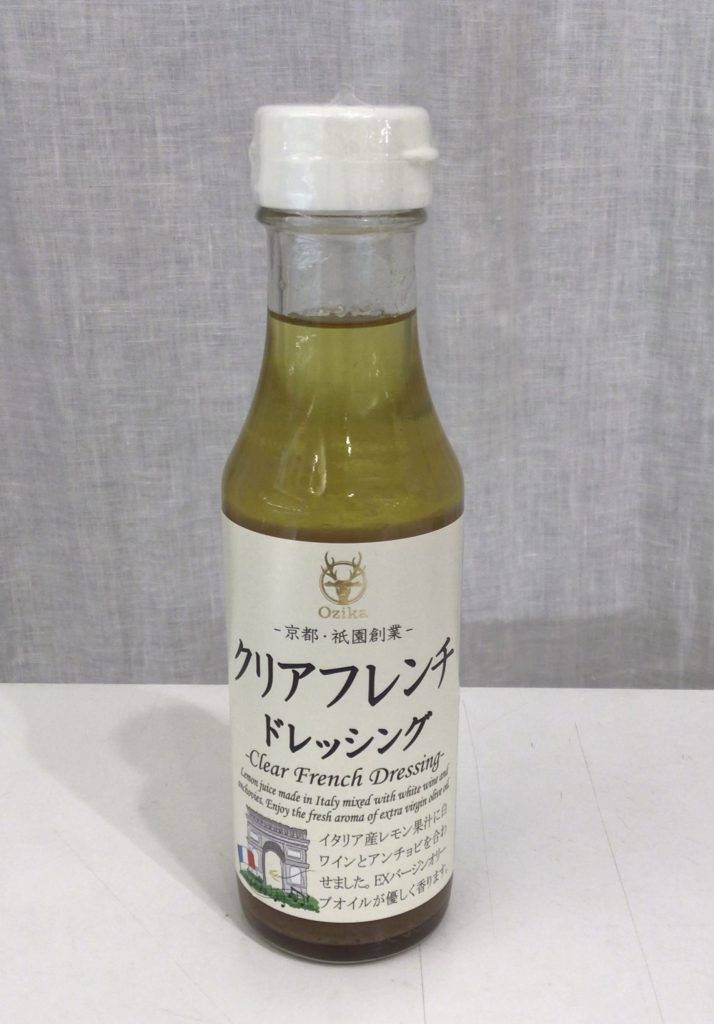 Ozika
-京都・祇園創業-
クリアフレンチ
ドレッシング
-Clear French Dressing-
Lemon juice made in Italy mixed with white wine and
anchovies. Enjoy the fresh aroma of extra virgin olive oil.
イタリア産レモン果汁に白
ワインとアンチョビを合わ
せました。EXバージンオリー
ブオイルが優しく香ります。